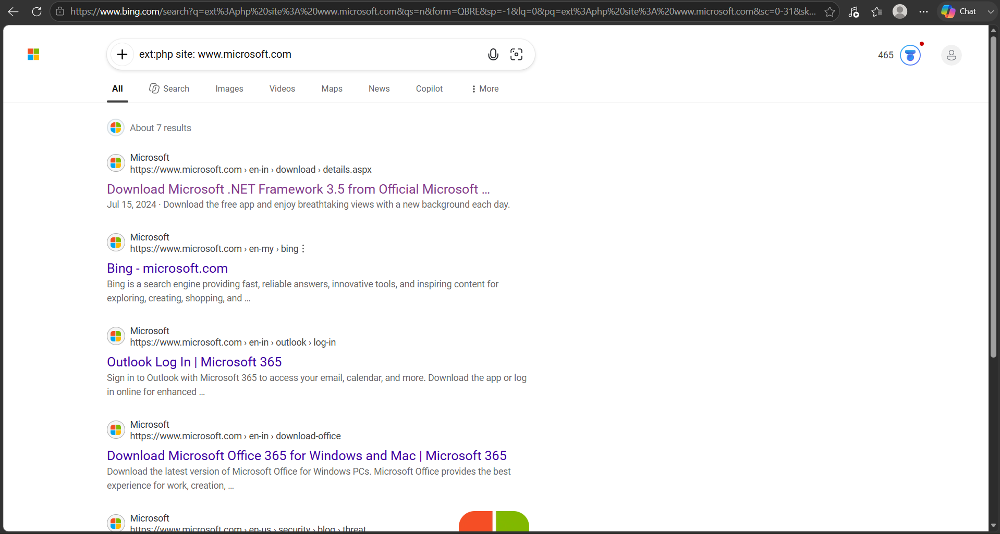 https://www.bing.com/search?q=ext%3Aphp%20site%3A%20www.microsoft.com&qs=n&form=QBRE&sp=-1&lq=0&pq=ext%3Aphp%20site%3A%20www.microsoft.com&sc=0-31&sk...
Chat
ext:php site: www.microsoft.com
465
All Search Images Videos Maps News Copilot More
About 7 results
Microsoft
https://www.microsoft.com › en-in › download › details.aspx
Download Microsoft .NET Framework 3.5 from Official Microsoft ...
Jul 15, 2024 · Download the free app and enjoy breathtaking views with a new background each day.
Microsoft
https://www.microsoft.com › en-my › bing
Bing - microsoft.com
Bing is a search engine providing fast, reliable answers, innovative tools, and inspiring content for
exploring, creating, shopping, and ...
Microsoft
https://www.microsoft.com › en-in › outlook › log-in
Outlook Log In | Microsoft 365
Sign in to Outlook with Microsoft 365 to access your email, calendar, and more. Download the app or log
in online for enhanced ...
Microsoft
https://www.microsoft.com › en-in › download-office
Download Microsoft Office 365 for Windows and Mac | Microsoft 365
Download the latest version of Microsoft Office for Windows PCs. Microsoft Office provides the best
experience for work, creation, ...
Microsoft
https://www.microsoft.com › en-us › security › blog › threat